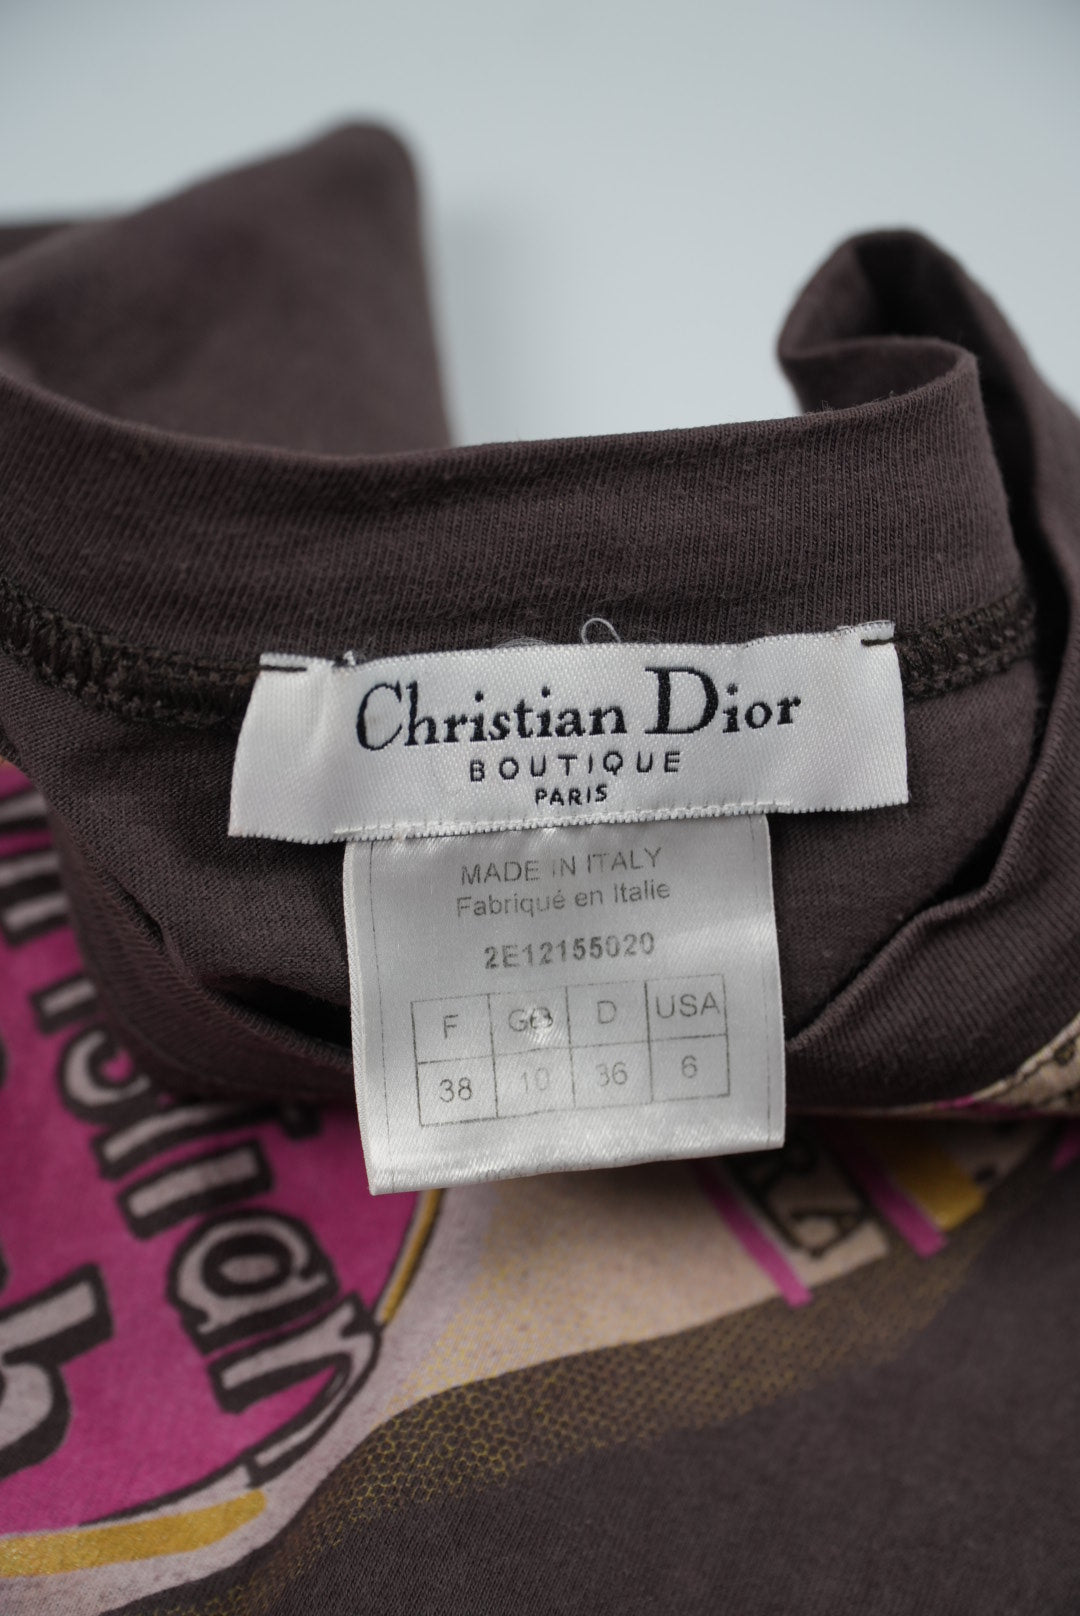 Christian Dior
BOUTIQUE
PARIS
MADE IN ITALY
Fabriqué en Italie
2E12155020
F GB D USA
38 10 36 6